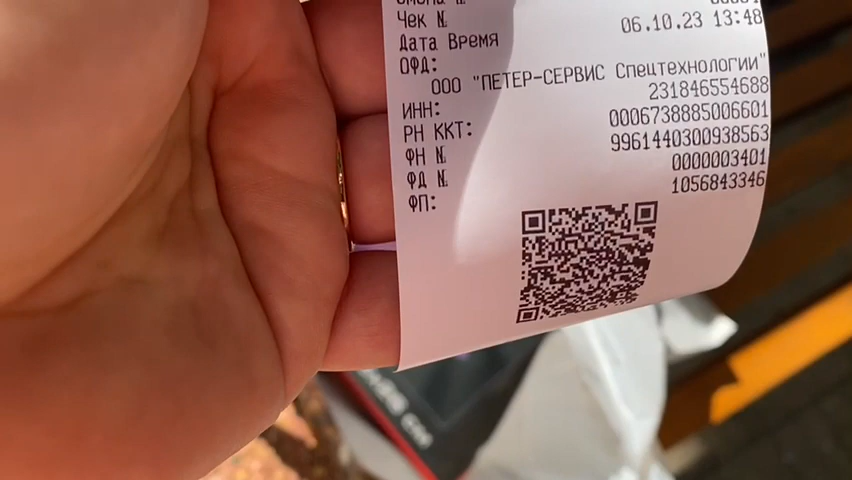 Чек №
Дата Время 06.10.23 13:48
ОФД:
ООО "ПЕТЕР-СЕРВИС Спецтехнологии"
ИНН: 231846554688
РН ККТ: 0006738885006601
ФН № 9961440300938563
ФД № 0000003401
ФП: 1056843346